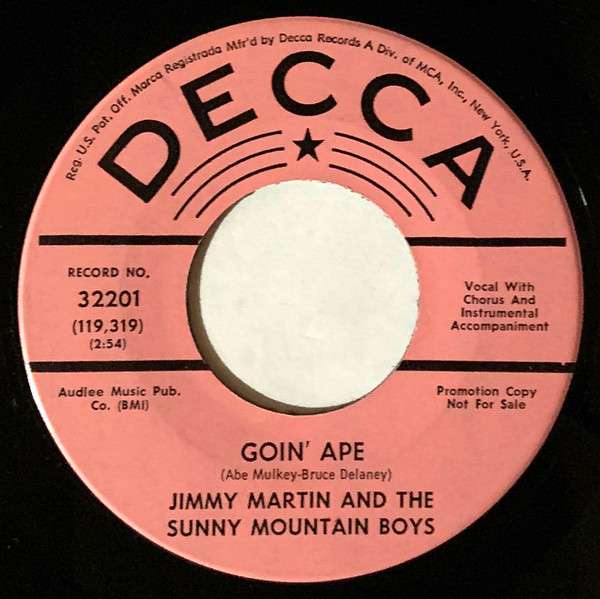 Reg. U.S. Pat. Off. Marca Registrada Mfr'd by Decca Records A Div. of MCA, Inc., New York, U.S.A.
DECCA
RECORD NO.
32201
(119,319)
(2:54)
Vocal With
Chorus And
Instrumental
Accompaniment
Audlee Music Pub.
Co. (BMI)
Promotion Copy
Not For Sale
GOIN' APE
(Abe Mulkey-Bruce Delaney)
JIMMY MARTIN AND THE
SUNNY MOUNTAIN BOYS